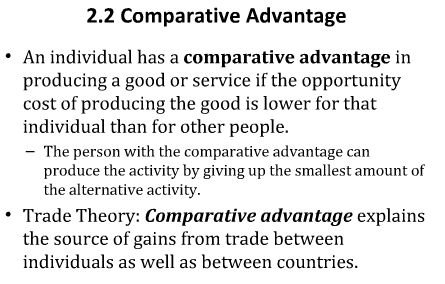 2.2 Comparative Advantage
• An individual has a comparative advantage in
producing a good or service if the opportunity
cost of producing the good is lower for that
individual than for other people.
– The person with the comparative advantage can
produce the activity by giving up the smallest amount of
the alternative activity.
• Trade Theory: Comparative advantage explains
the source of gains from trade between
individuals as well as between countries.